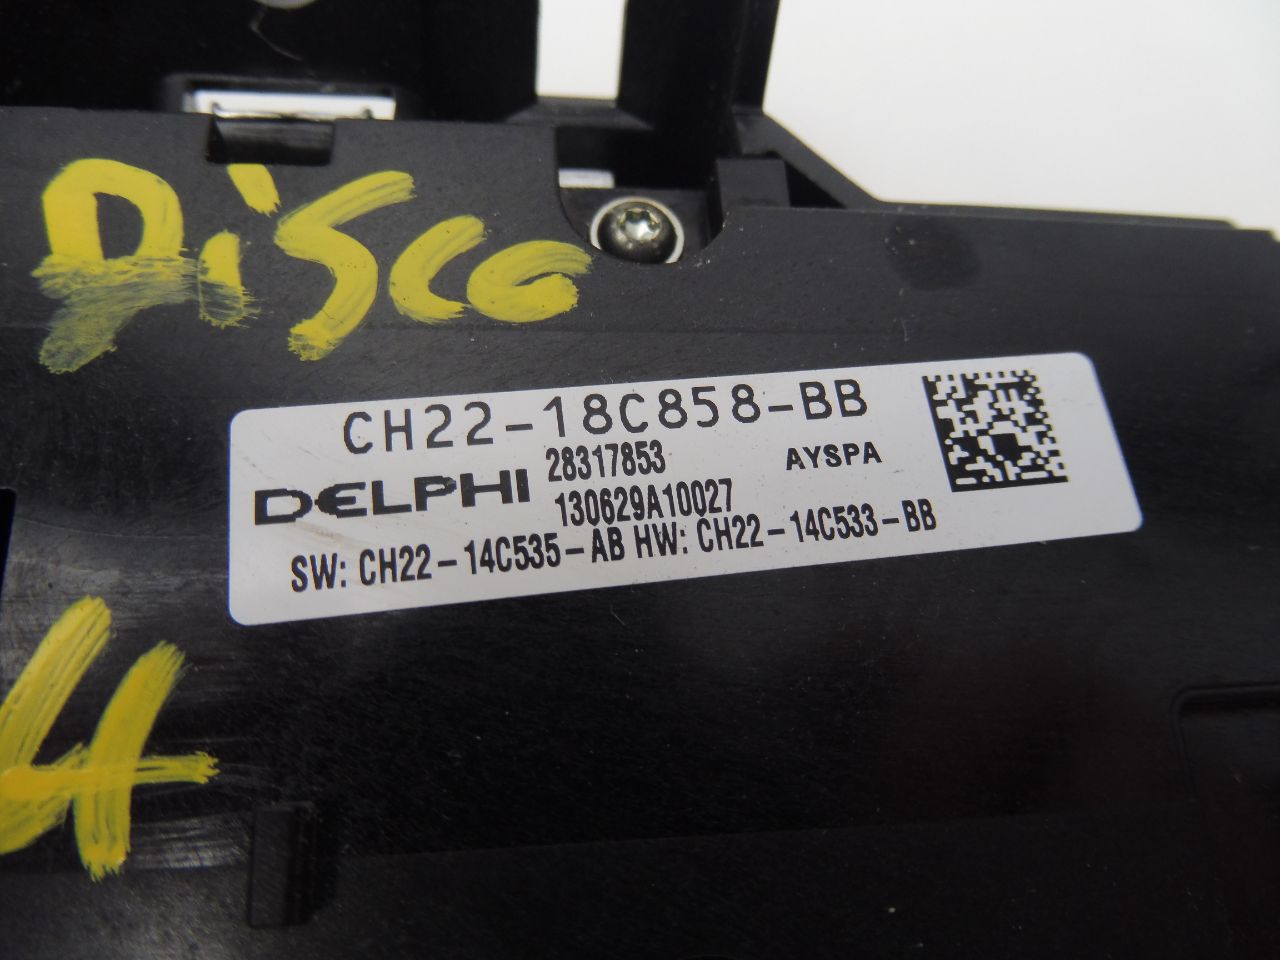 Disco
4
CH22-18C858-BB
DELPHI 28317853 AYSPA
130629A10027
SW: CH22-14C535-AB HW: CH22-14C533-BB